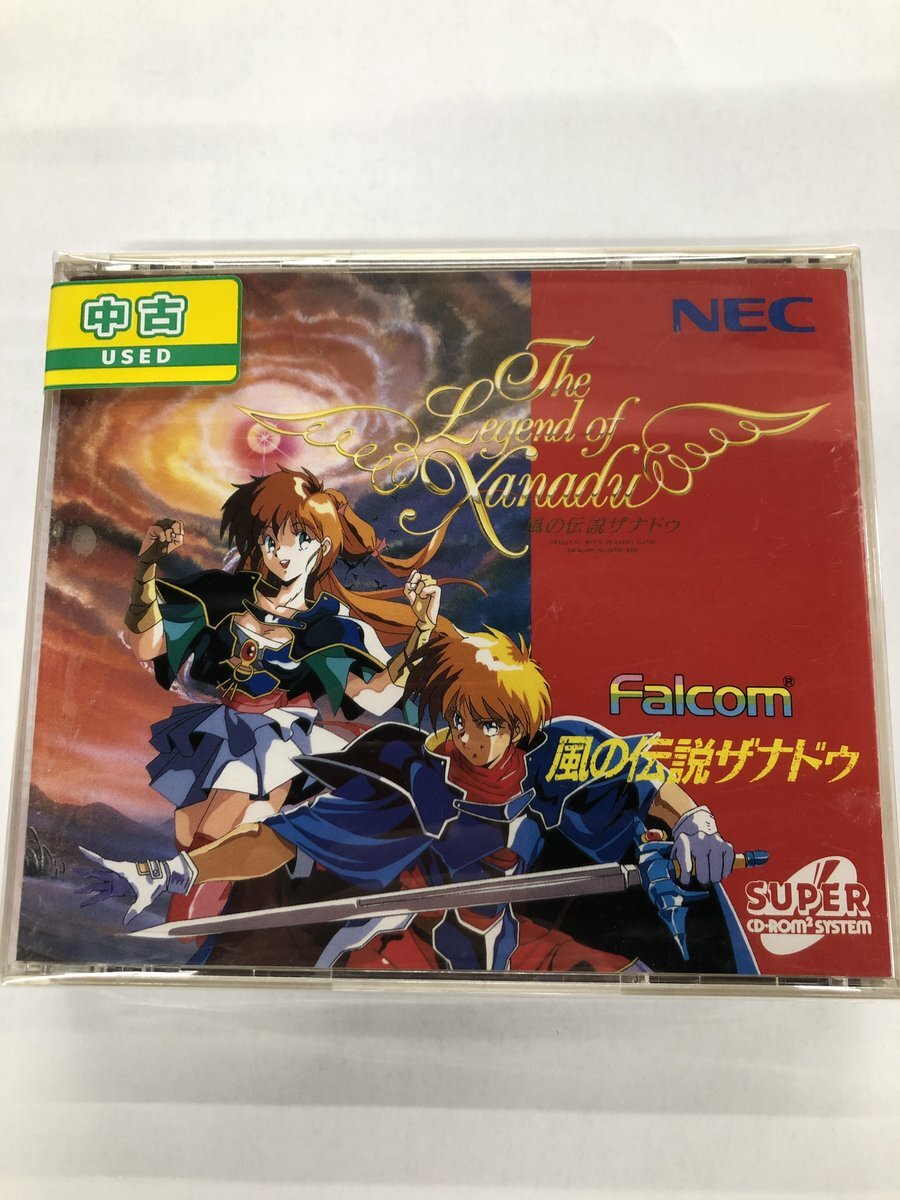 中古
USED
NEC
The
Legend of
Xanadu
風の伝説ザナドゥ
Falcom®
風の伝説ザナドゥ
SUPER
CD-ROM² SYSTEM